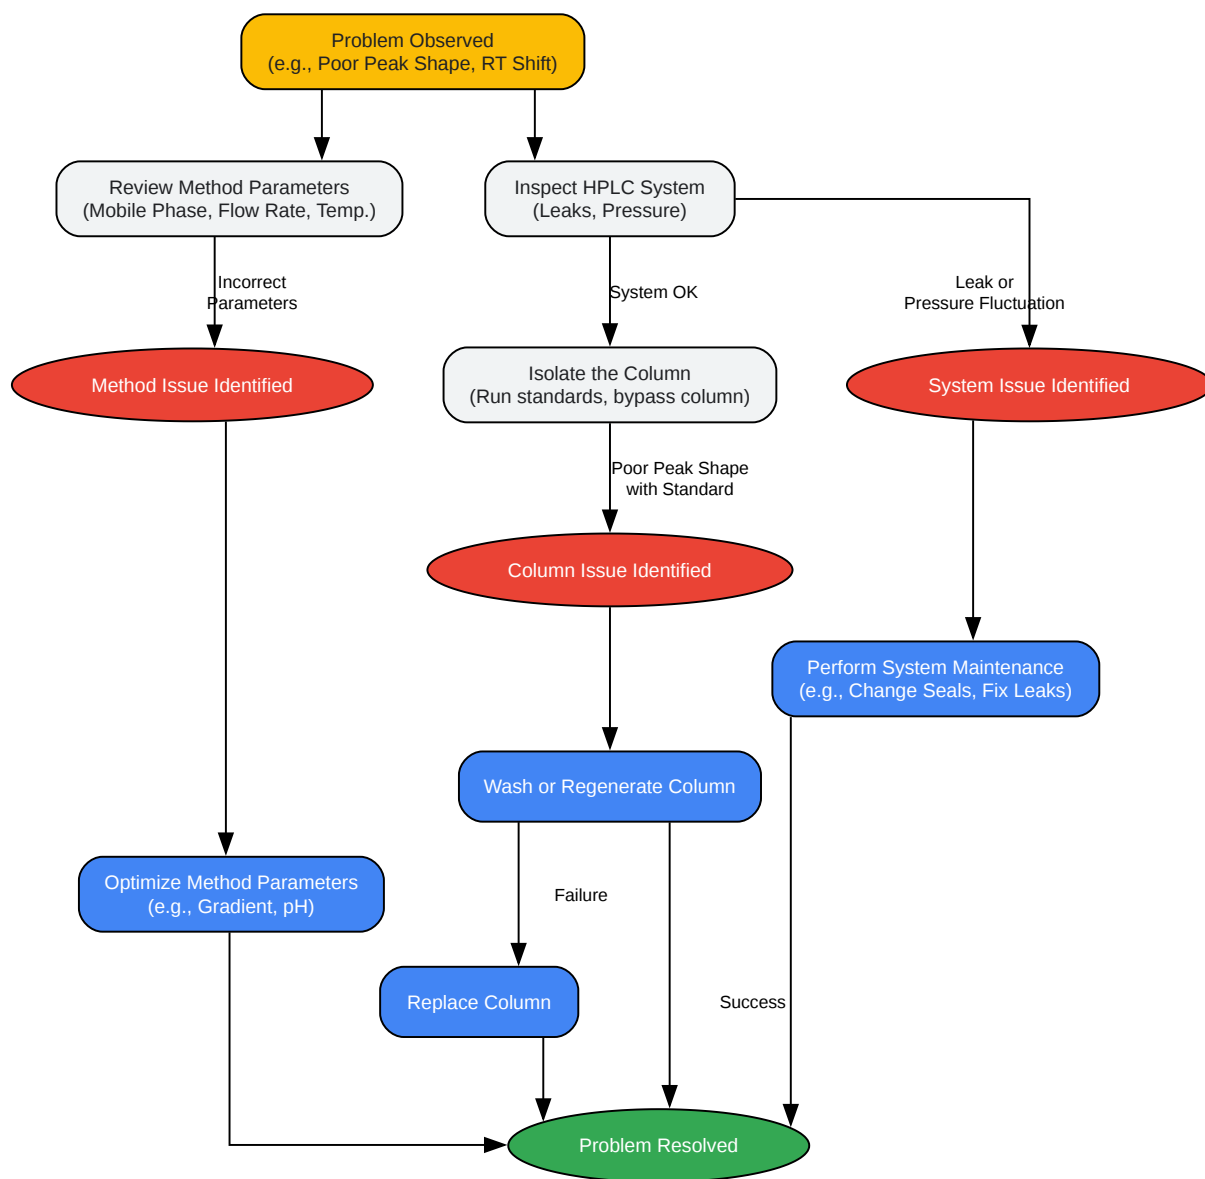 Problem Observed
(e.g., Poor Peak Shape, RT Shift)
Review Method Parameters
(Mobile Phase, Flow Rate, Temp.)
Inspect HPLC System
(Leaks, Pressure)
Incorrect
Parameters
System OK
Leak or
Pressure Fluctuation
Method Issue Identified
Isolate the Column
(Run standards, bypass column)
System Issue Identified
Poor Peak Shape
with Standard
Column Issue Identified
Perform System Maintenance
(e.g., Change Seals, Fix Leaks)
Wash or Regenerate Column
Optimize Method Parameters
(e.g., Gradient, pH)
Failure
Replace Column
Success
Problem Resolved